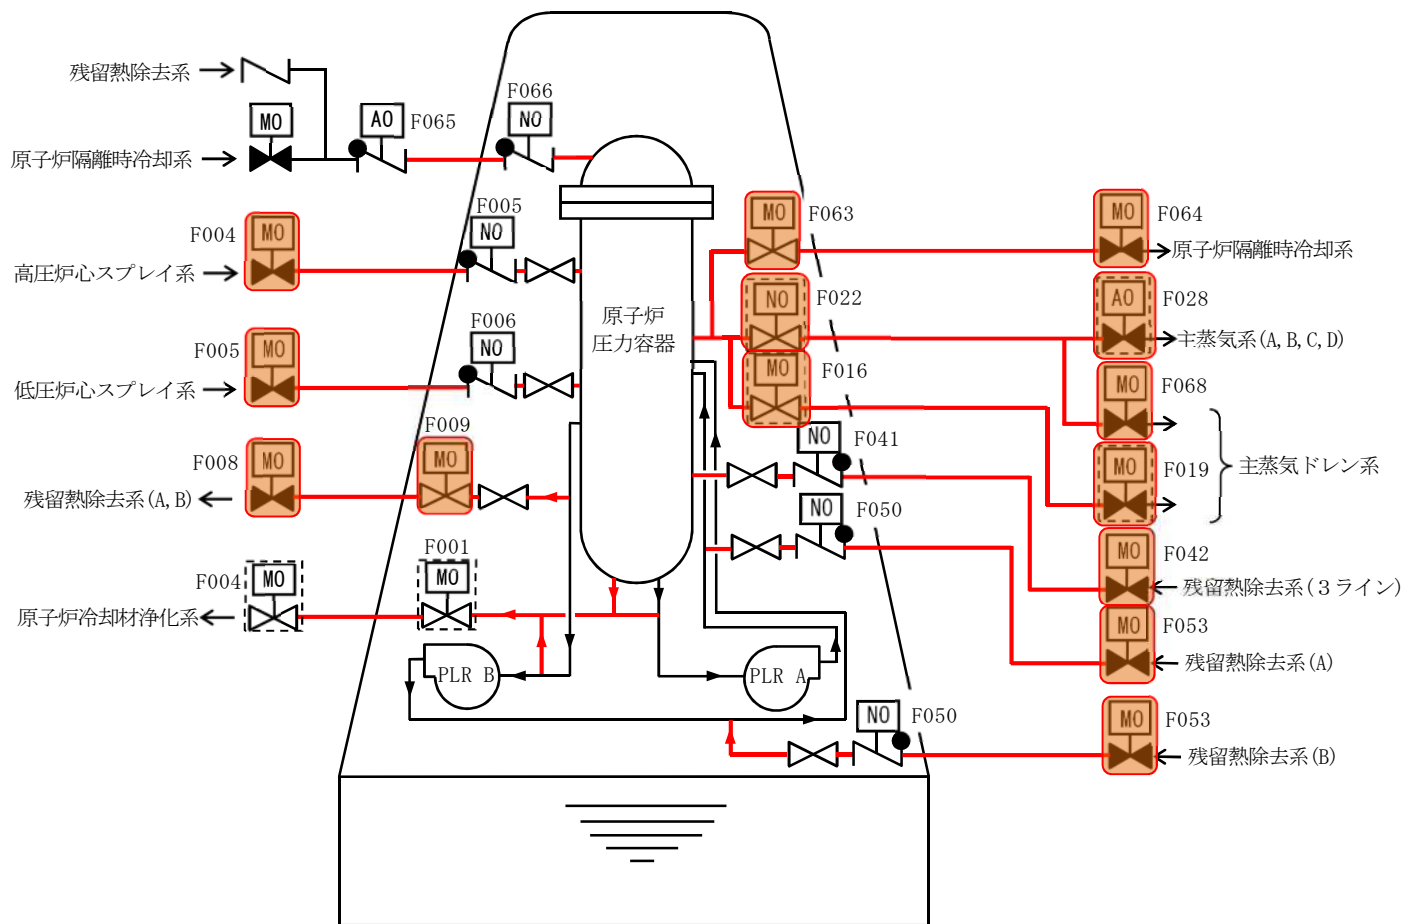 残留熱除去系
MO
AO
F065
F066
NO
原子炉隔離時冷却系
F004
MO
高圧炉心スプレイ系
F005
NO
F005
MO
低圧炉心スプレイ系
F006
NO
F008
MO
残留熱除去系(A,B)
F009
MO
F004
MO
原子炉冷却材浄化系
F001
MO
原子炉
圧力容器
PLR B
PLR A
MO
F063
MO
F064
原子炉隔離時冷却系
NO
F022
AO
F028
主蒸気系(A,B,C,D)
MO
F016
MO
F068
MO
F019
主蒸気ドレン系
NO
F041
MO
F042
残留熱除去系(３ライン)
NO
F050
MO
F053
残留熱除去系(A)
NO
F050
MO
F053
残留熱除去系(B)